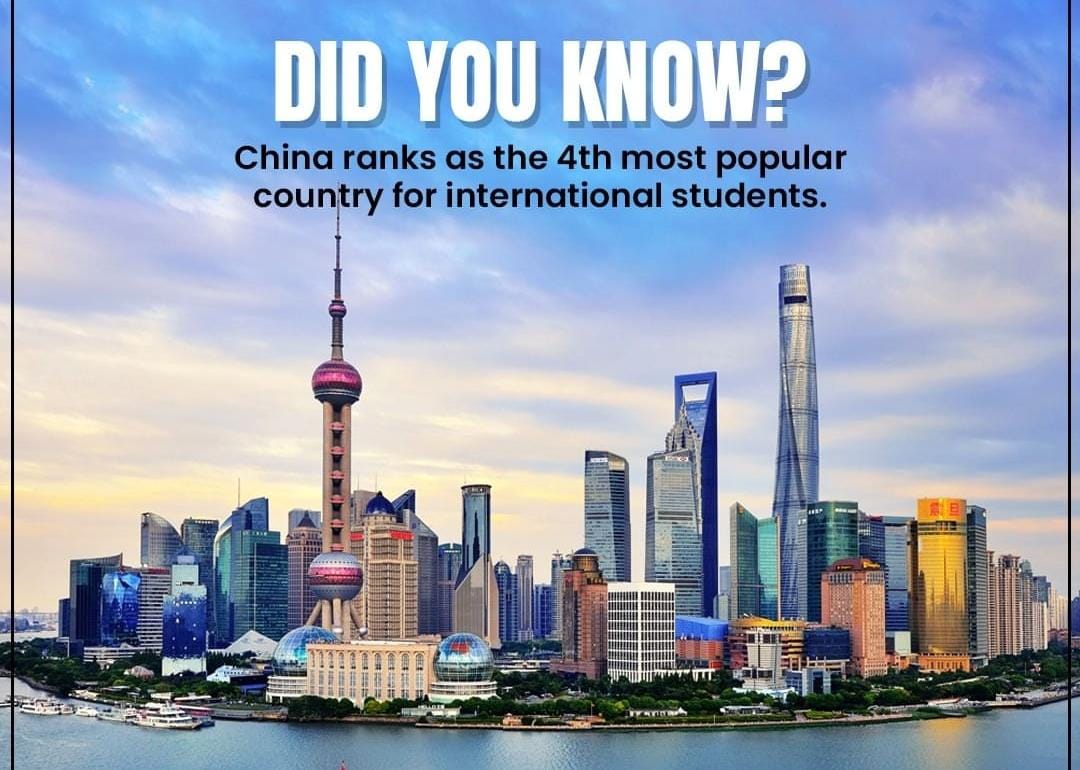 DID YOU KNOW?
China ranks as the 4th most popular
country for international students.